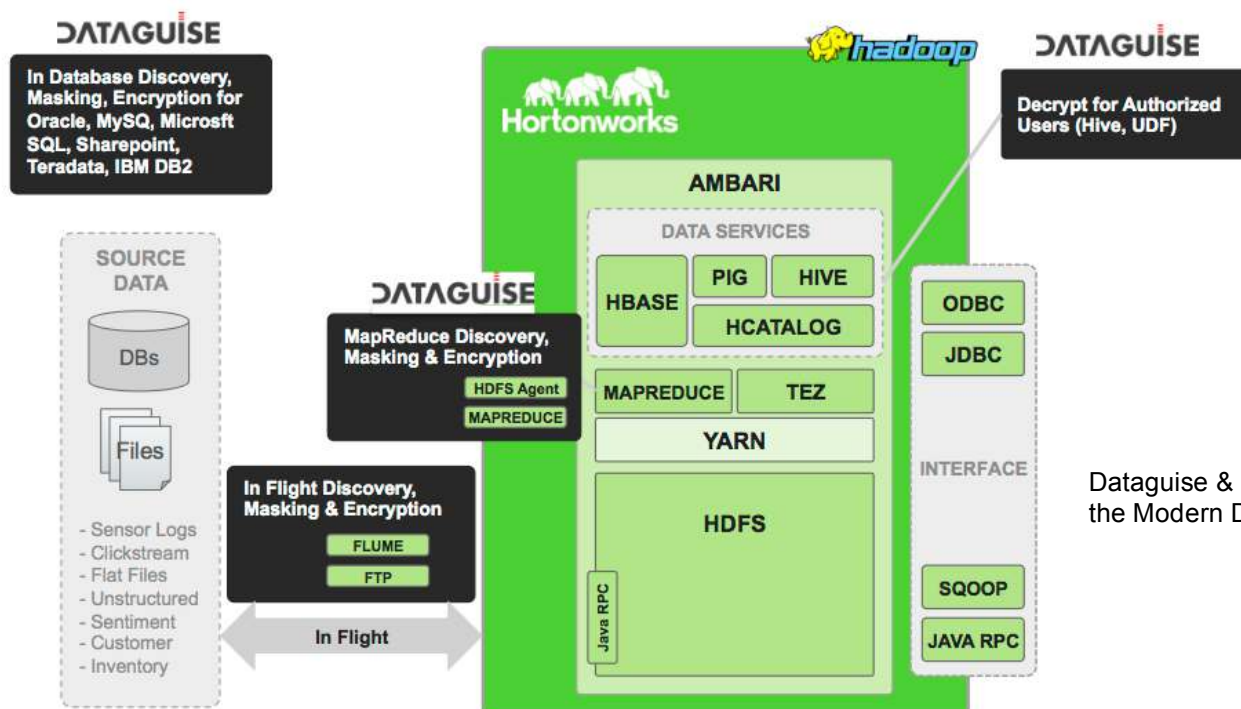 DATAGUISE
In Database Discovery,
Masking, Encryption for
Oracle, MySQ, Microsft
SQL, Sharepoint,
Teradata, IBM DB2
SOURCE
DATA
DBs
Files
- Sensor Logs
- Clickstream
- Flat Files
- Unstructured
- Sentiment
- Customer
- Inventory
DATAGUISE
MapReduce Discovery,
Masking & Encryption
HDFS Agent
MAPREDUCE
In Flight Discovery,
Masking & Encryption
FLUME
FTP
In Flight
hadoop
Hortonworks
AMBARI
DATA SERVICES
HBASE
PIG
HIVE
HCATALOG
MAPREDUCE
TEZ
YARN
HDFS
Java RPC
DATAGUISE
Decrypt for Authorized
Users (Hive, UDF)
ODBC
JDBC
INTERFACE
SQOOP
JAVA RPC
Dataguise &
the Modern D